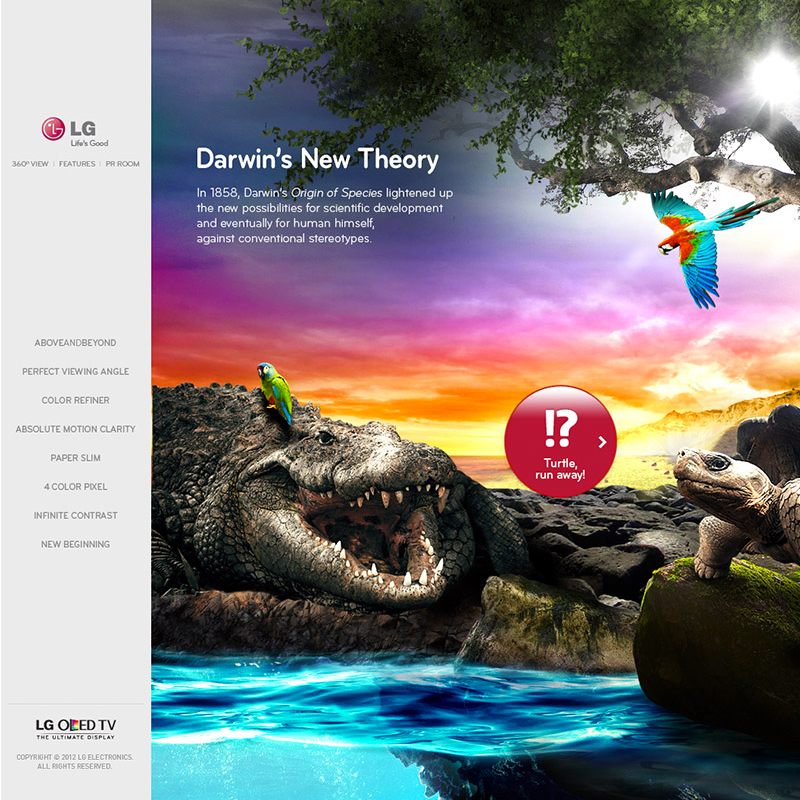 LG
Life's Good
360° VIEW | FEATURES | PR ROOM
ABOVEANDBEYOND
PERFECT VIEWING ANGLE
COLOR REFINER
ABSOLUTE MOTION CLARITY
PAPER SLIM
4 COLOR PIXEL
INFINITE CONTRAST
NEW BEGINNING
LG OLED TV
THE ULTIMATE DISPLAY
COPYRIGHT © 2012 LG ELECTRONICS.
ALL RIGHTS RESERVED.
Darwin's New Theory
In 1858, Darwin's Origin of Species lightened up
the new possibilities for scientific development
and eventually for human himself,
against conventional stereotypes.
!?
Turtle,
run away!